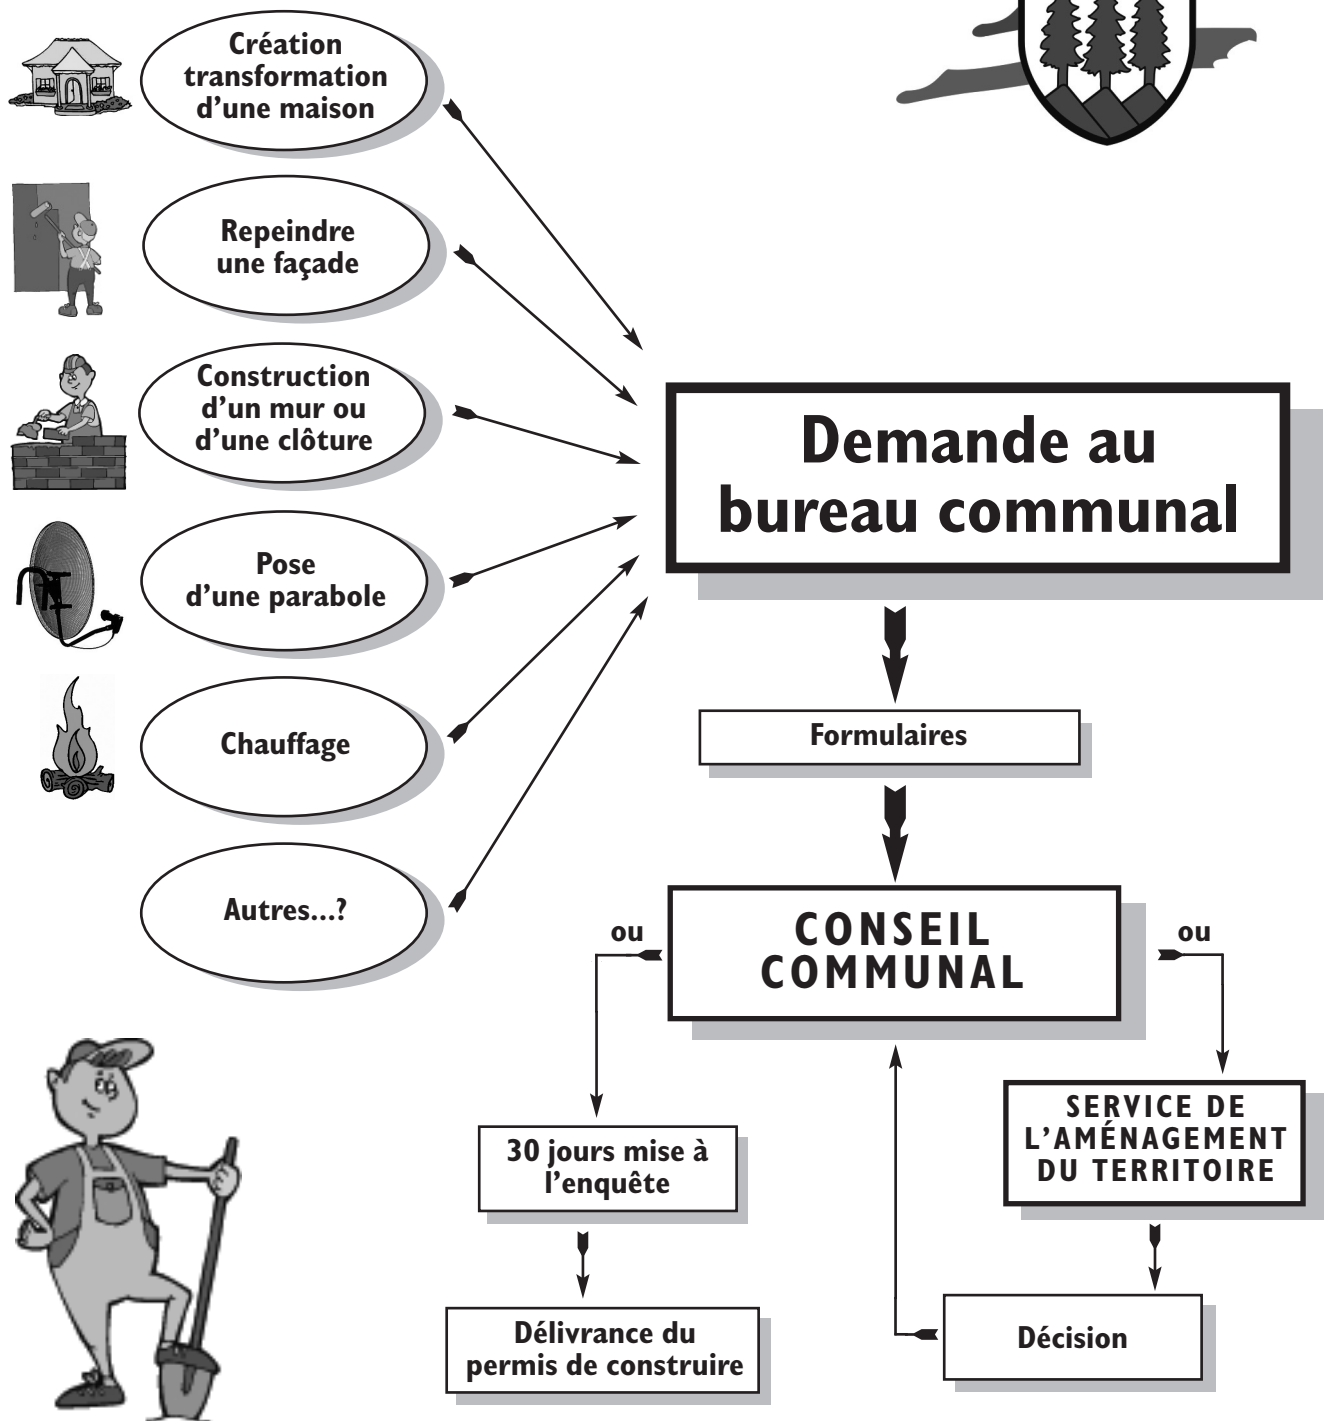 Création
transformation
d'une maison
Repeindre
une façade
Construction
d'un mur ou
d'une clôture
Pose
d'une parabole
Chauffage
Autres...?
Demande au
bureau communal
Formulaires
ou
CONSEIL
COMMUNAL
ou
30 jours mise à
l'enquête
Délivrance du
permis de construire
SERVICE DE
L'AMÉNAGEMENT
DU TERRITOIRE
Décision